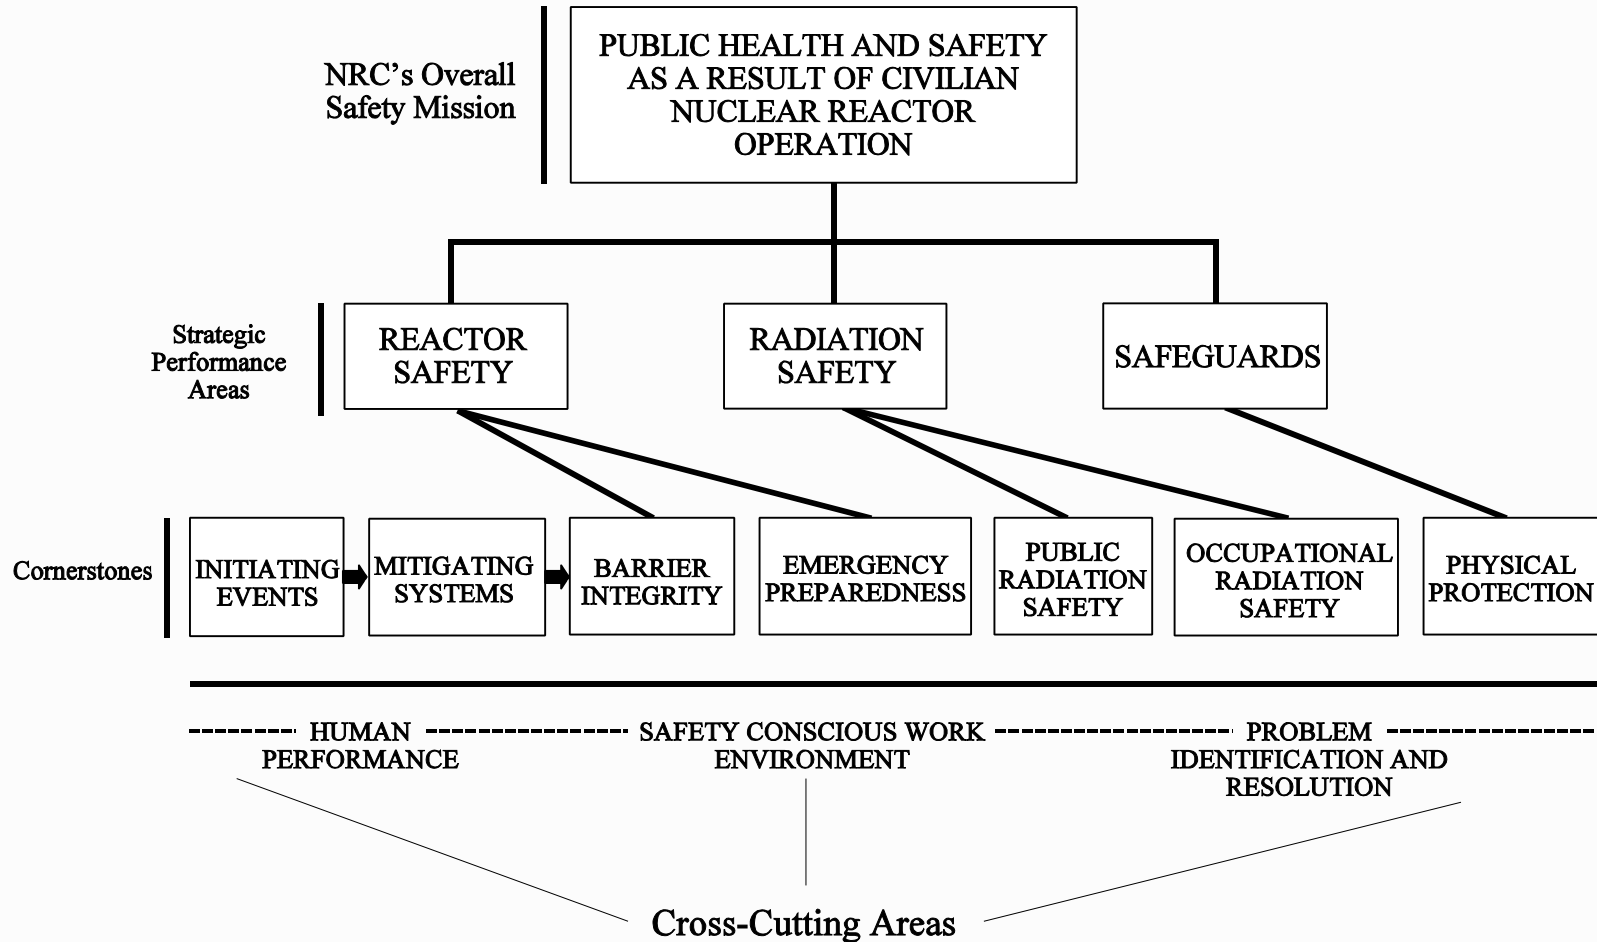 NRC’s Overall
Safety Mission
PUBLIC HEALTH AND SAFETY
AS A RESULT OF CIVILIAN
NUCLEAR REACTOR
OPERATION
Strategic
Performance
Areas
REACTOR
SAFETY
RADIATION
SAFETY
SAFEGUARDS
Cornerstones
INITIATING
EVENTS
MITIGATING
SYSTEMS
BARRIER
INTEGRITY
EMERGENCY
PREPAREDNESS
PUBLIC
RADIATION
SAFETY
OCCUPATIONAL
RADIATION
SAFETY
PHYSICAL
PROTECTION
HUMAN
PERFORMANCE
SAFETY CONSCIOUS WORK
ENVIRONMENT
PROBLEM
IDENTIFICATION AND
RESOLUTION
Cross-Cutting Areas